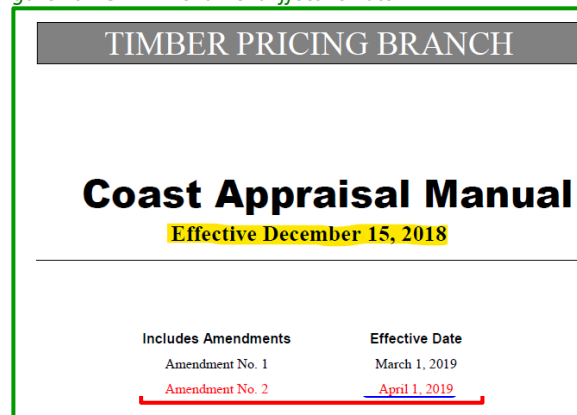 TIMBER PRICING BRANCH
Coast Appraisal Manual
Effective December 15, 2018
Includes Amendments Effective Date
Amendment No. 1 March 1, 2019
Amendment No. 2 April 1, 2019